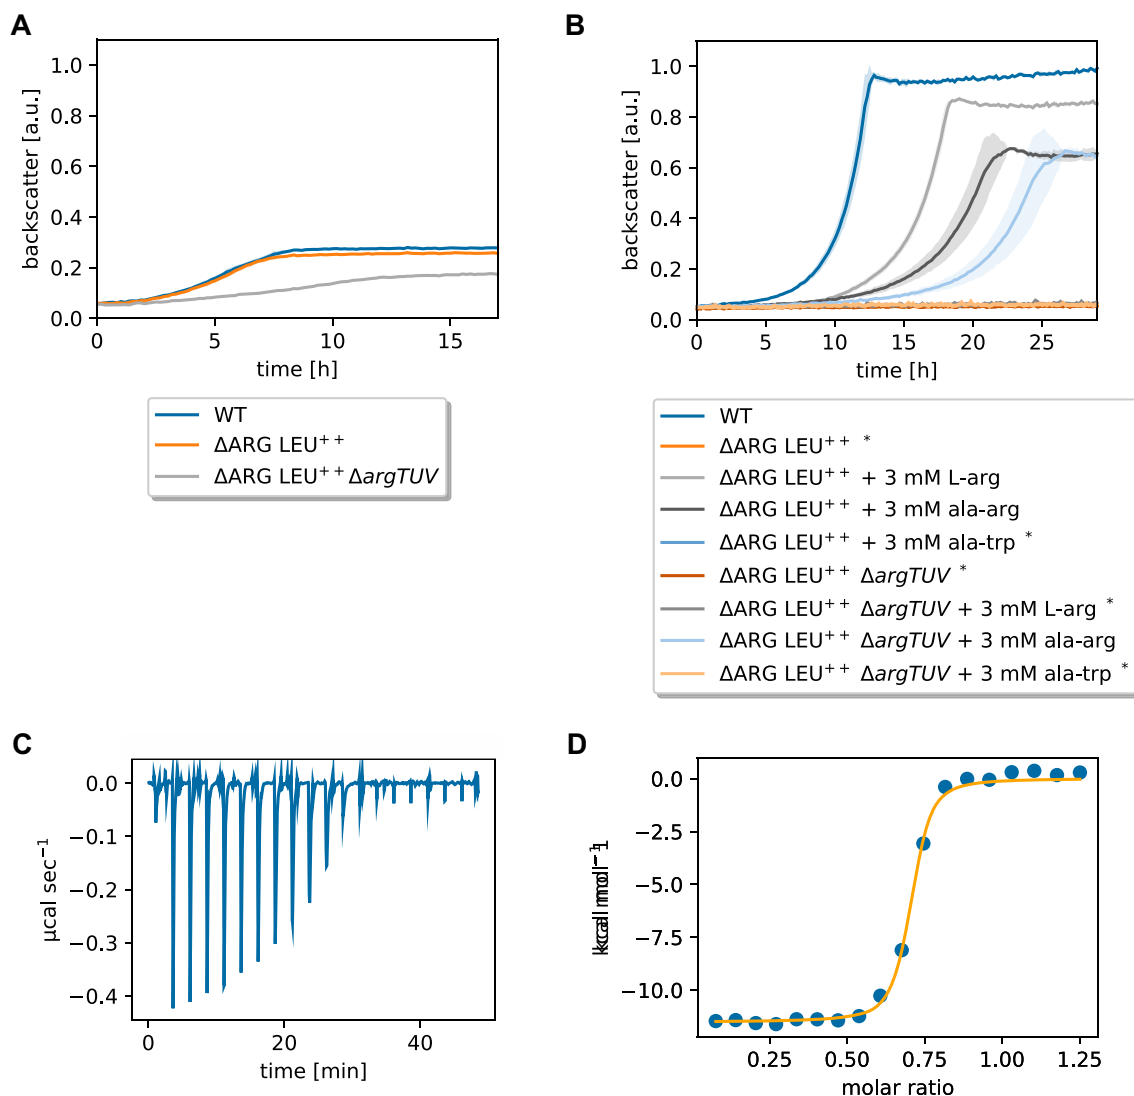 A
B
1.0
0.8
0.6
0.4
0.2
0.0
backscatter [a.u.]
0
5
10
15
time [h]
WT
ΔARG LEU⁺⁺
ΔARG LEU⁺⁺ ΔargTUV
1.0
0.8
0.6
0.4
0.2
0.0
backscatter [a.u.]
0
5
10
15
20
25
time [h]
WT
ΔARG LEU⁺⁺ *
ΔARG LEU⁺⁺ + 3 mM L-arg
ΔARG LEU⁺⁺ + 3 mM ala-arg
ΔARG LEU⁺⁺ + 3 mM ala-trp *
ΔARG LEU⁺⁺ ΔargTUV *
ΔARG LEU⁺⁺ ΔargTUV + 3 mM L-arg *
ΔARG LEU⁺⁺ ΔargTUV + 3 mM ala-arg
ΔARG LEU⁺⁺ ΔargTUV + 3 mM ala-trp *
C
D
0.0
−0.1
−0.2
−0.3
−0.4
μcal sec⁻¹
0
20
40
time [min]
0.0
−2.5
−5.0
−7.5
−10.0
0.25
0.50
0.75
1.00
1.25
molar ratio